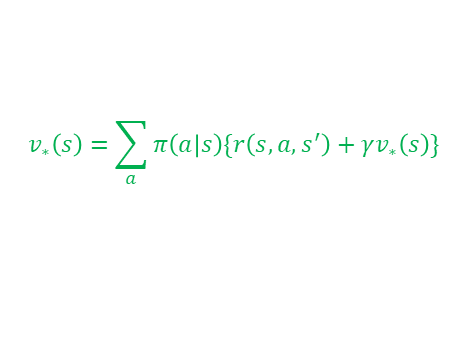 v_*(s) = ∑_a π(a|s){r(s, a, s′) + γv_*(s)}